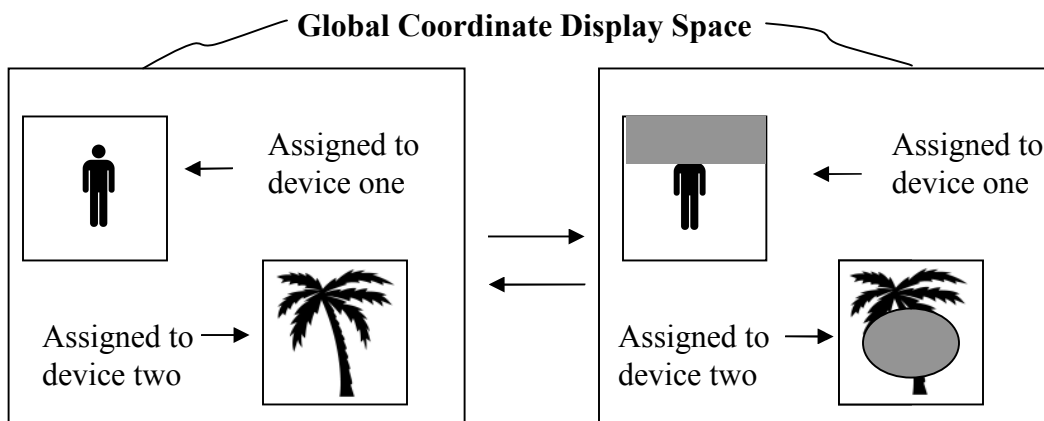 Global Coordinate Display Space
Assigned to
device one
Assigned to
device two
Assigned to
device one
Assigned to
device two